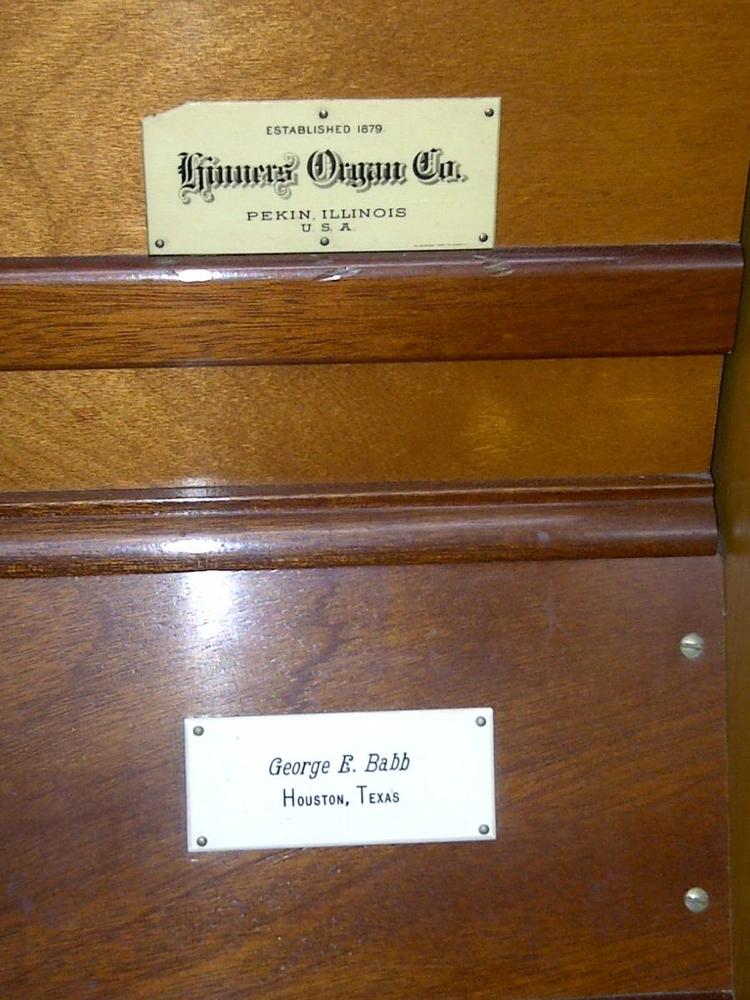 ESTABLISHED 1879
Hinners Organ Co.
PEKIN, ILLINOIS
U. S. A.
George E. Babb
HOUSTON, TEXAS